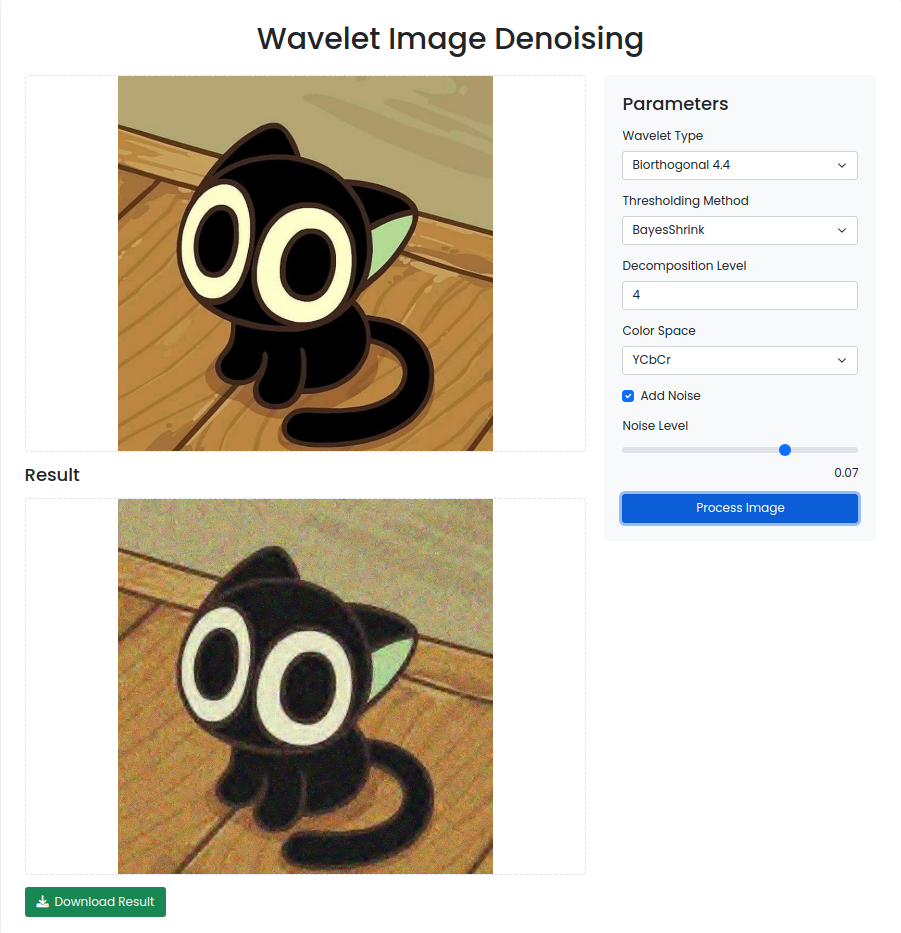 Wavelet Image Denoising
Parameters
Wavelet Type
Biorthogonal 4.4
Thresholding Method
BayesShrink
Decomposition Level
4
Color Space
YCbCr
Add Noise
Noise Level
0.07
Process Image
Result
Download Result